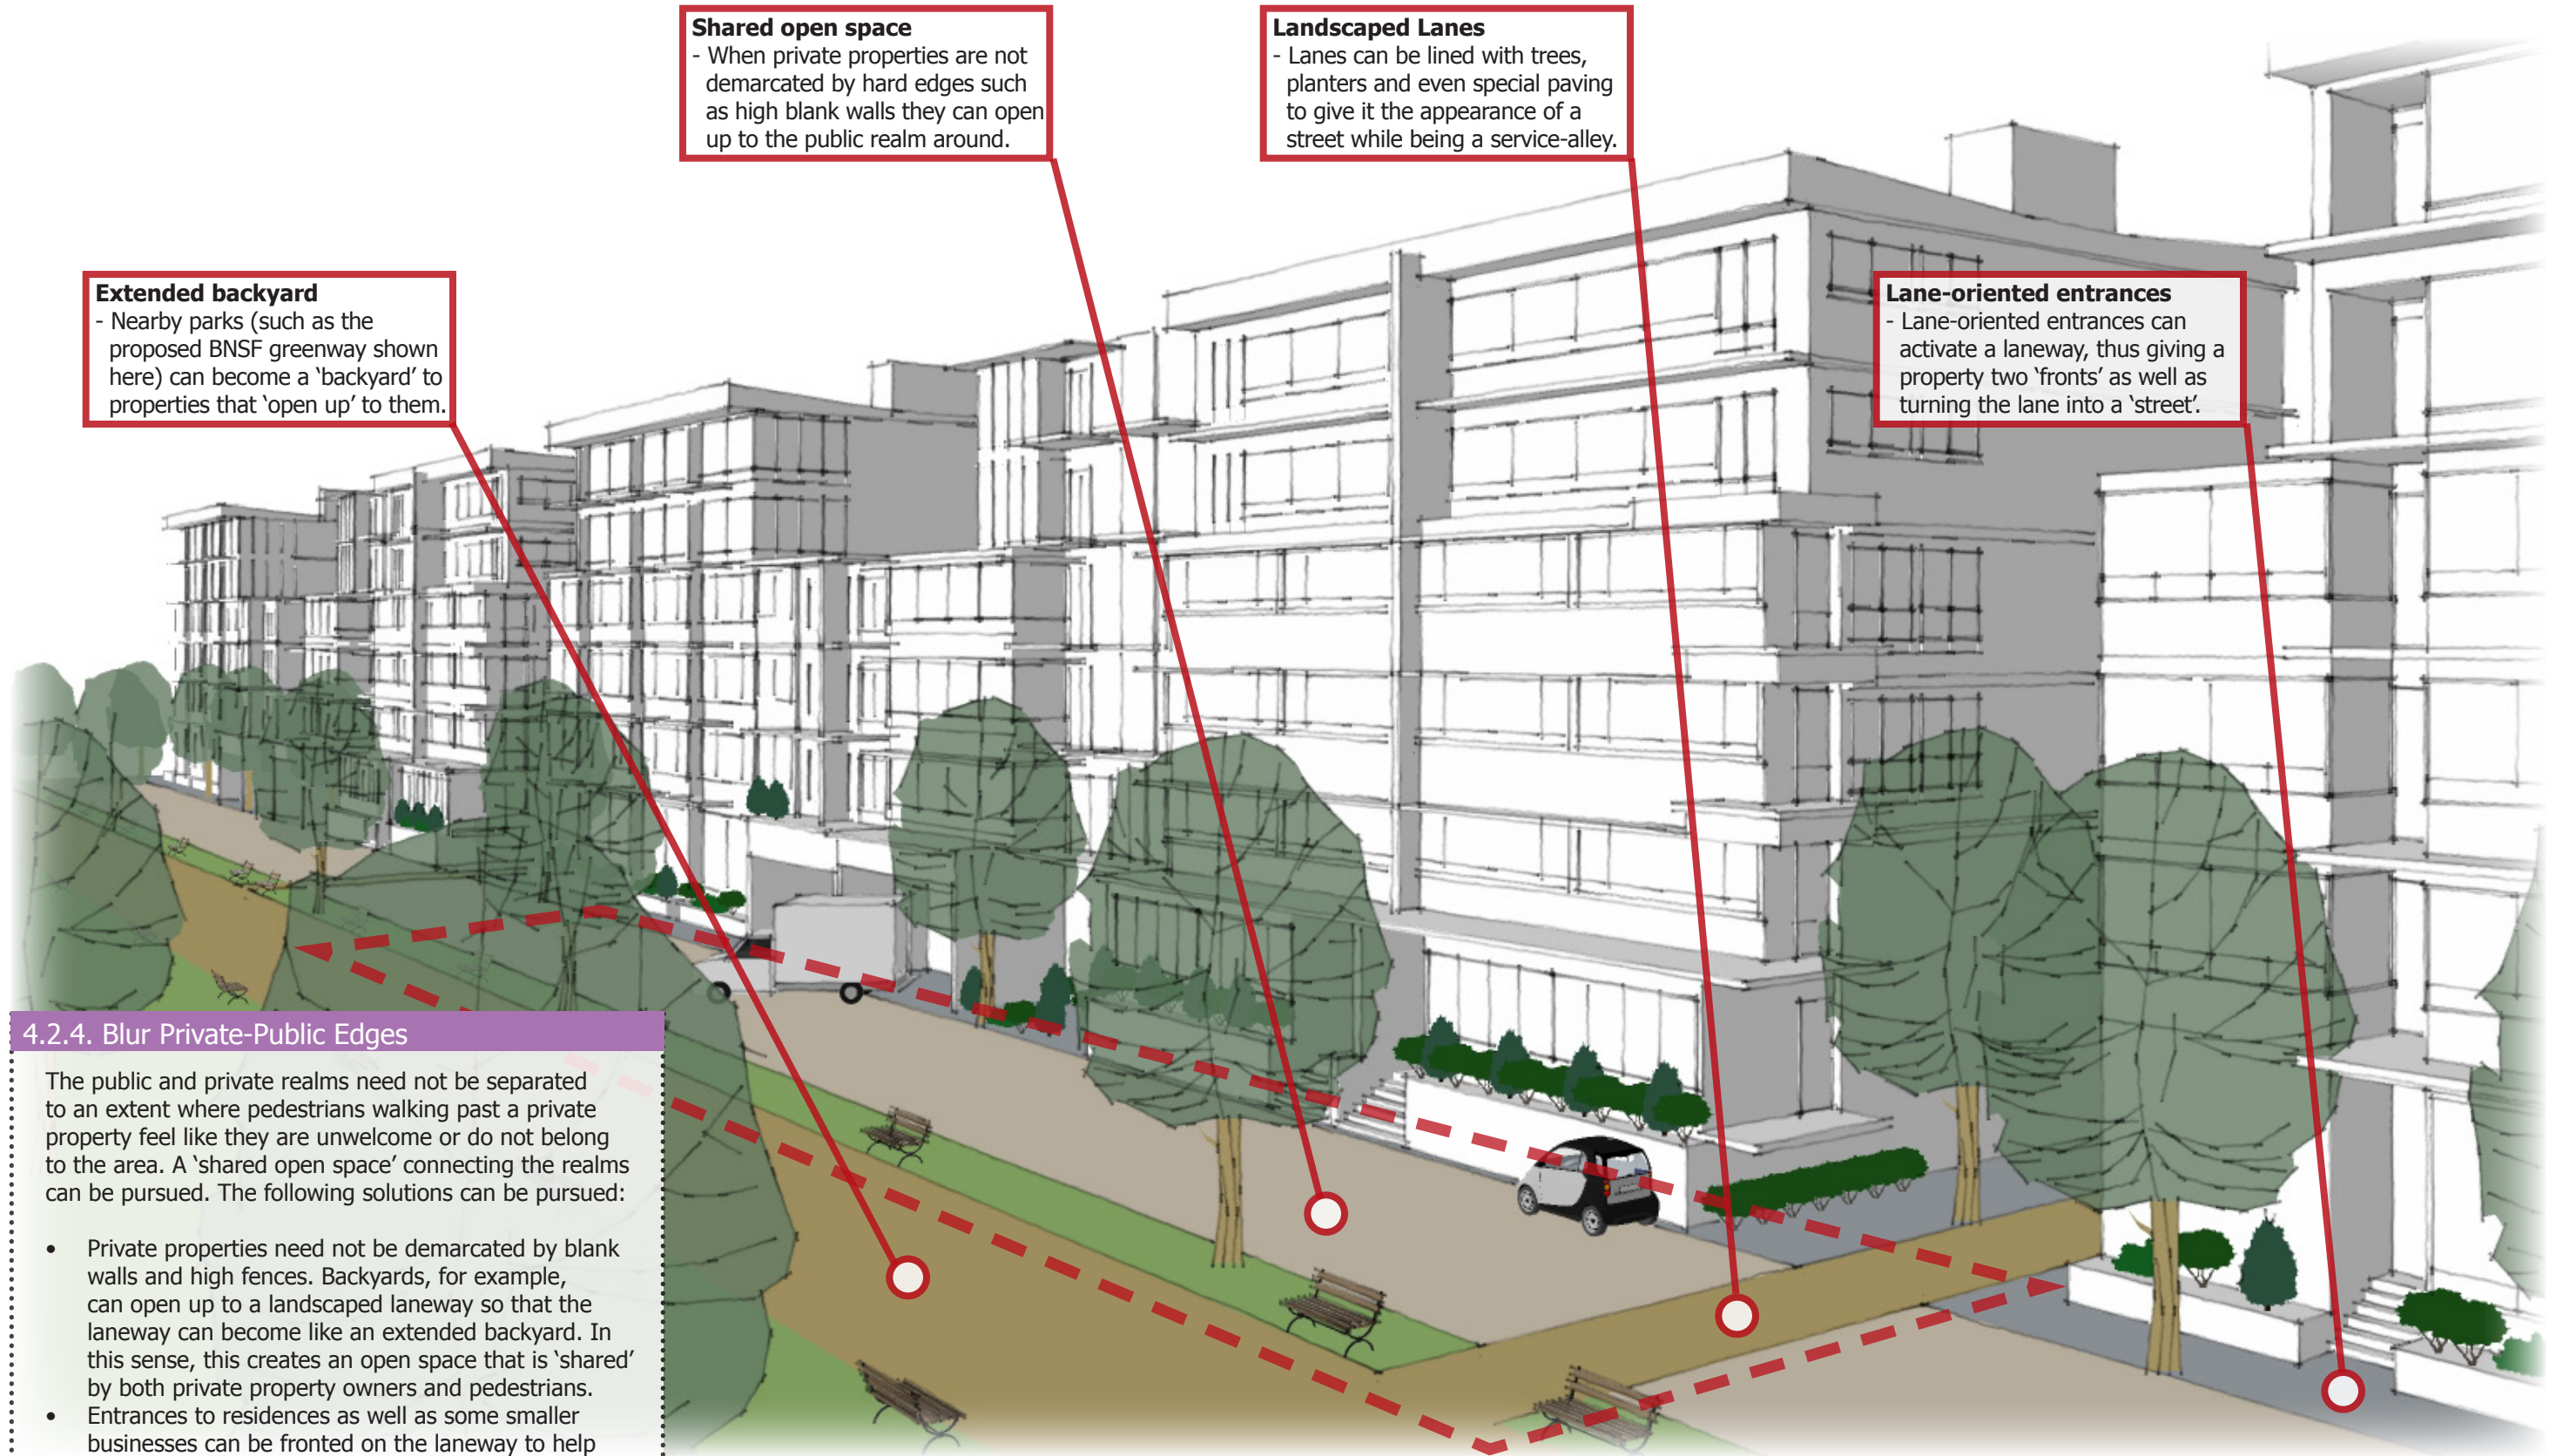 Shared open space
- When private properties are not
demarcated by hard edges such
as high blank walls they can open
up to the public realm around.
Landscaped Lanes
- Lanes can be lined with trees,
planters and even special paving
to give it the appearance of a
street while being a service-alley.
Extended backyard
- Nearby parks (such as the
proposed BNSF greenway shown
here) can become a ‘backyard’ to
properties that ‘open up’ to them.
Lane-oriented entrances
- Lane-oriented entrances can
activate a laneway, thus giving a
property two ‘fronts’ as well as
turning the lane into a ‘street’.
4.2.4. Blur Private-Public Edges
The public and private realms need not be separated
to an extent where pedestrians walking past a private
property feel like they are unwelcome or do not belong
to the area. A ‘shared open space’ connecting the realms
can be pursued. The following solutions can be pursued:
• Private properties need not be demarcated by blank
walls and high fences. Backyards, for example,
can open up to a landscaped laneway so that the
laneway can become like an extended backyard. In
this sense, this creates an open space that is ‘shared’
by both private property owners and pedestrians.
• Entrances to residences as well as some smaller
businesses can be fronted on the laneway to help